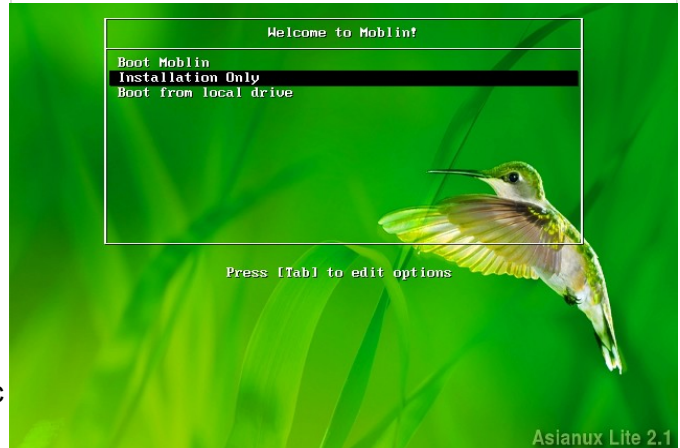 Welcome to Moblin!
Boot Moblin
Installation Only
Boot from local drive
Press [Tab] to edit options
Asianux Lite 2.1